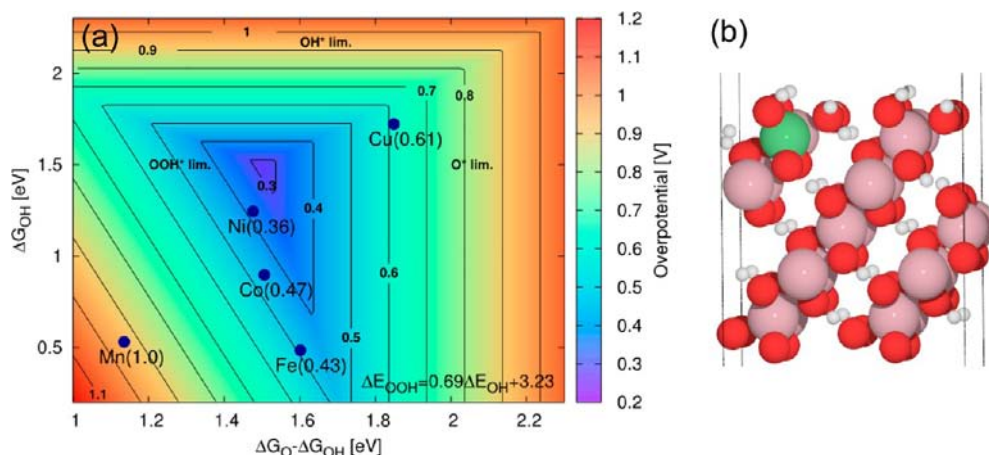 (a)
(b)
1
OH* lim.
0.9
0.8
0.7
Cu(0.61)
OOH* lim.
O* lim.
0.3
0.4
Ni(0.36)
Co(0.47)
0.6
0.5
Mn(1.0)
Fe(0.43)
1.1
ΔE_OOH=0.69ΔE_OH+3.23
2
1.5
1
0.5
ΔG_OH [eV]
1 1.2 1.4 1.6 1.8 2 2.2
ΔG_O-ΔG_OH [eV]
1.2
1.1
1
0.9
0.8
0.7
0.6
0.5
0.4
0.3
0.2
Overpotential [V]